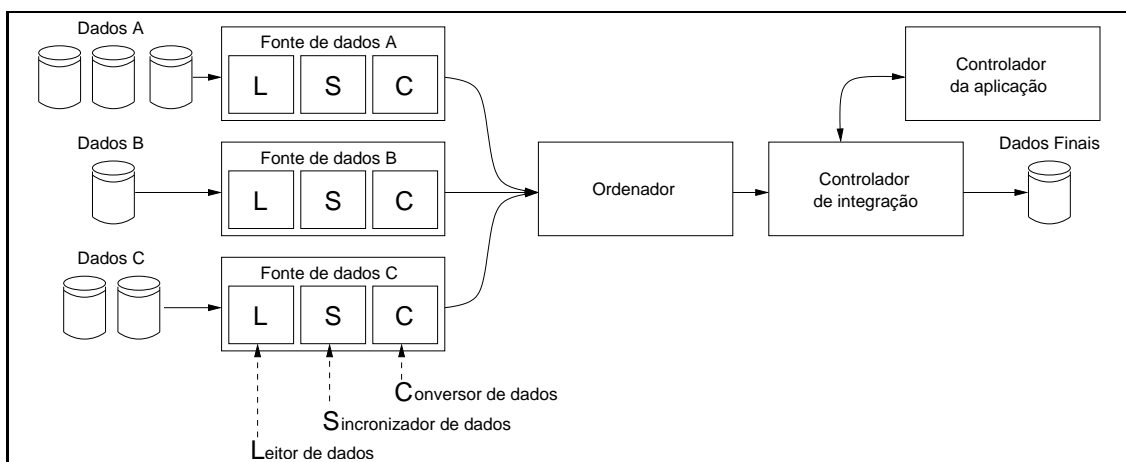 Dados A
Fonte de dados A
L S C
Controlador
da aplicação
Dados B
Fonte de dados B
L S C
Ordenador
Controlador
de integração
Dados Finais
Dados C
Fonte de dados C
L S C
Conversor de dados
Sincronizador de dados
Leitor de dados